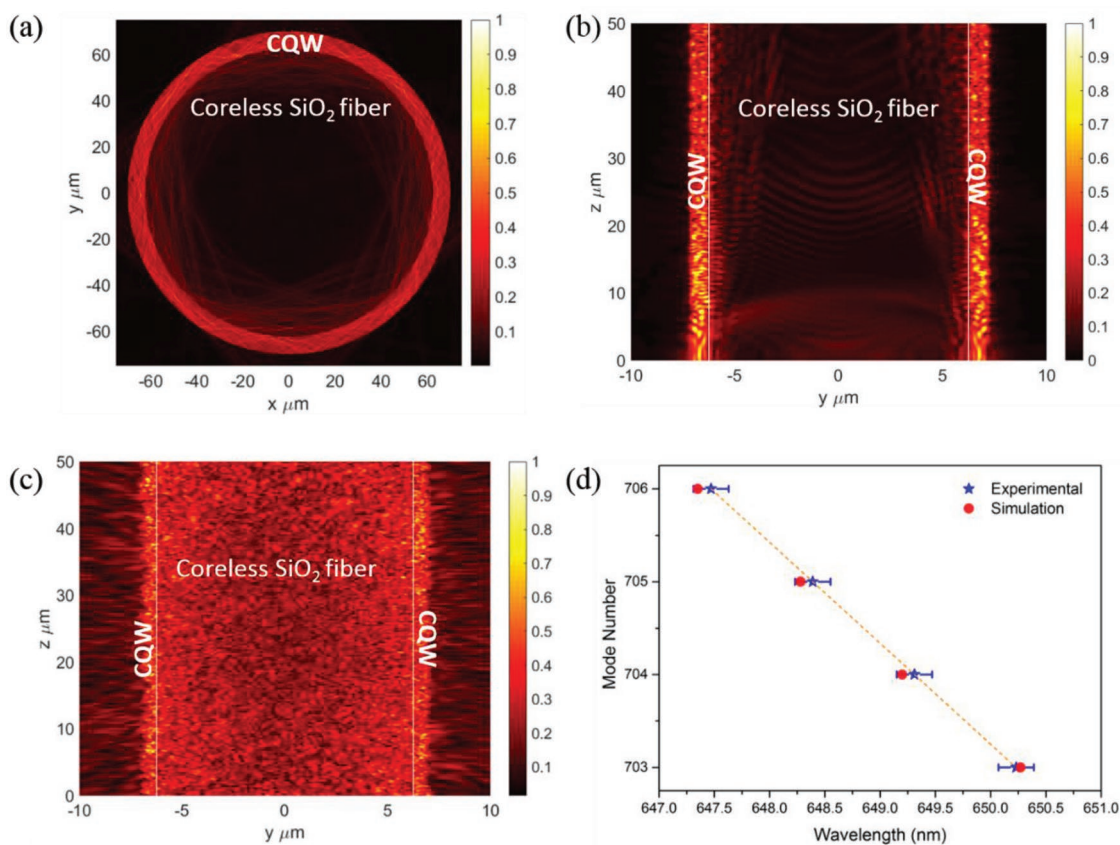 (a)
CQW
Coreless SiO₂ fiber
60
40
20
0
-20
-40
-60
y μm
-60 -40 -20 0 20 40 60
x μm
1
0.9
0.8
0.7
0.6
0.5
0.4
0.3
0.2
0.1
(b)
50
40
30
20
10
0
z μm
CQW
Coreless SiO₂ fiber
CQW
-10 -5 0 5 10
y μm
1
0.9
0.8
0.7
0.6
0.5
0.4
0.3
0.2
0.1
0
(c)
50
40
30
20
10
0
z μm
Coreless SiO₂ fiber
CQW
CQW
-10 -5 0 5 10
y μm
1
0.9
0.8
0.7
0.6
0.5
0.4
0.3
0.2
0.1
(d)
706
705
704
703
Mode Number
Experimental
Simulation
647.0 647.5 648.0 648.5 649.0 649.5 650.0 650.5 651.0
Wavelength (nm)